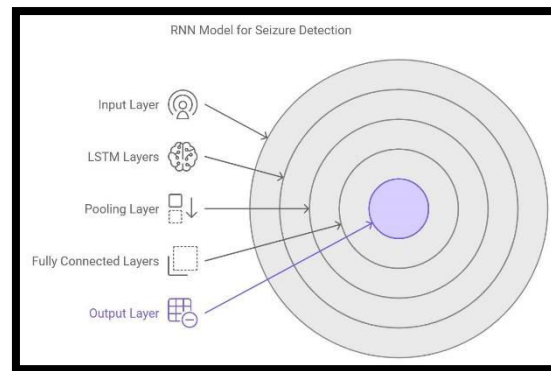 RNN Model for Seizure Detection
Input Layer
LSTM Layers
Pooling Layer
Fully Connected Layers
Output Layer